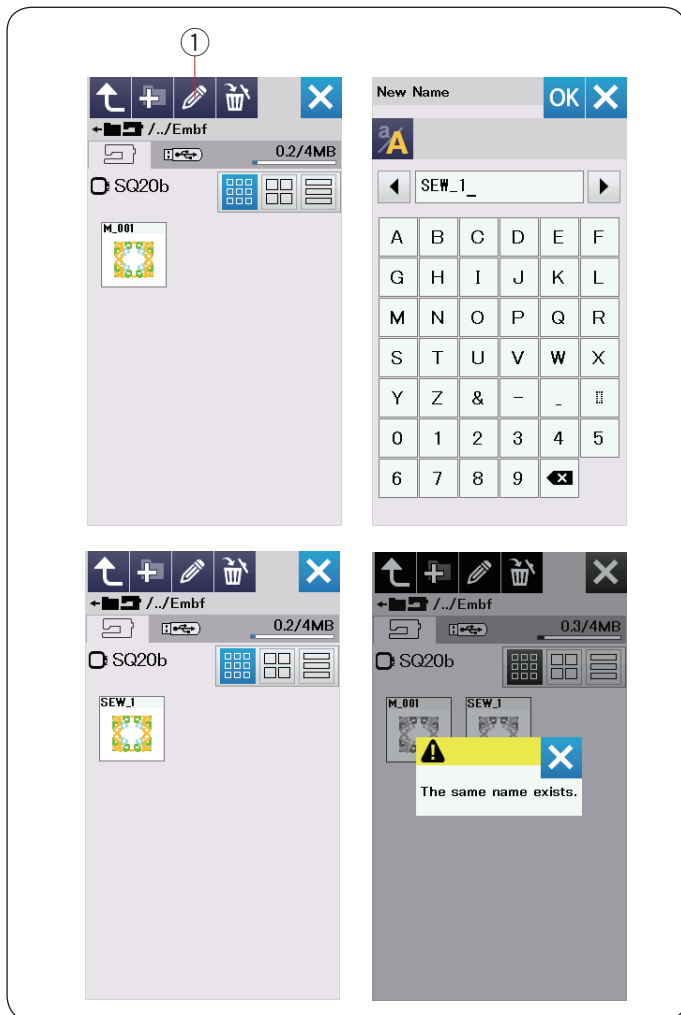 1
/../Embf
0.2/4MB
SQ20b
M_001
New Name
OK
a/A
SEW_1_
A B C D E F
G H I J K L
M N O P Q R
S T U V W X
Y Z & – _
0 1 2 3 4 5
6 7 8 9
/../Embf
0.2/4MB
SQ20b
SEW_1
/../Embf
0.3/4MB
SQ20b
M_001 SEW_1
The same name exists.